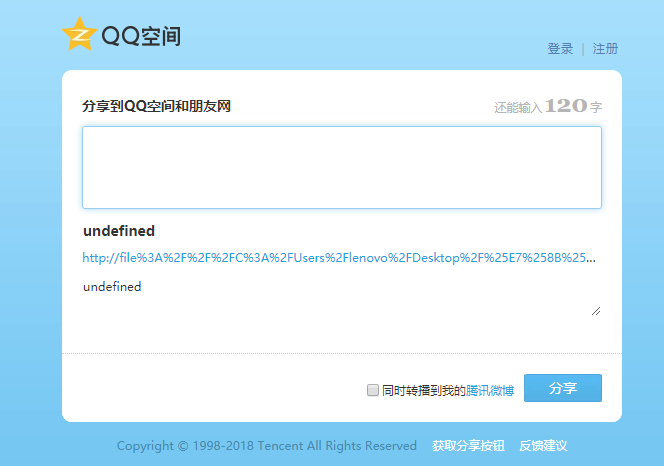 QQ空间
登录 | 注册
分享到QQ空间和朋友网 还能输入120字
undefined
http://file%3A%2F%2F%2FC%3A%2FUsers%2Flenovo%2FDesktop%2F%25E7%258B%25...
undefined
同时转播到我的腾讯微博 分享
Copyright © 1998-2018 Tencent All Rights Reserved 获取分享按钮 反馈建议